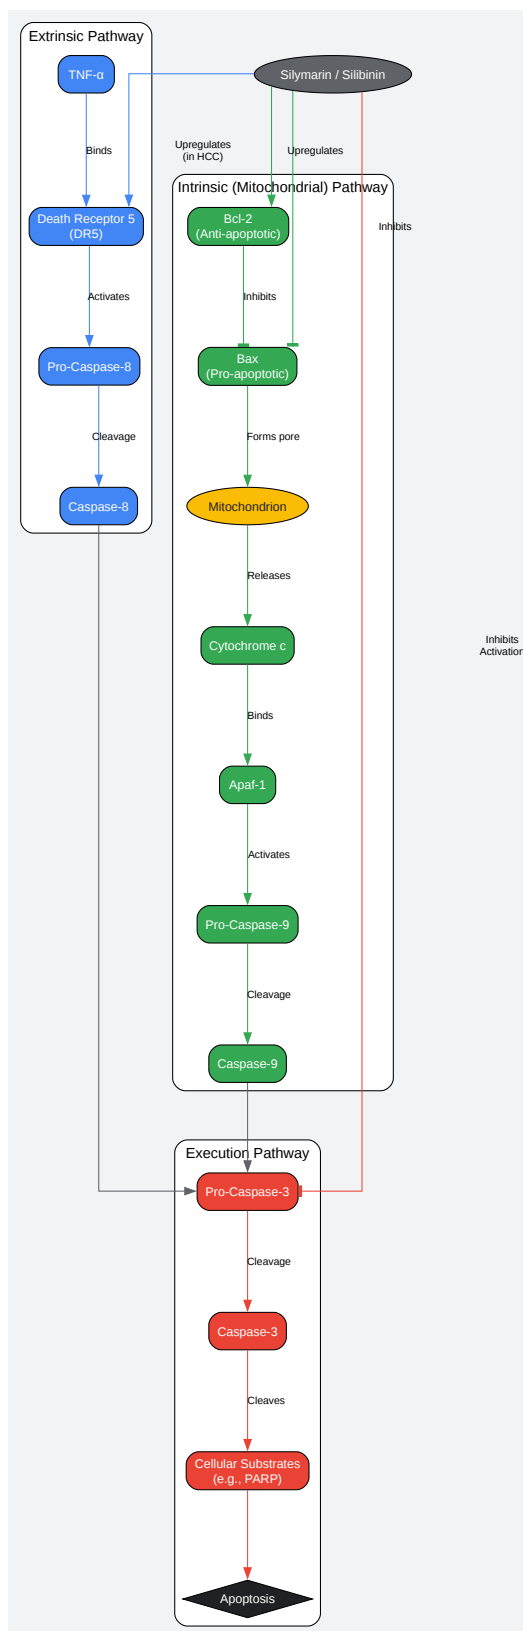 Extrinsic Pathway
TNF-α
Silymarin / Silibinin
Binds
Upregulates
(in HCC)
Upregulates
Intrinsic (Mitochondrial) Pathway
Death Receptor 5
(DR5)
Bcl-2
(Anti-apoptotic)
Inhibits
Activates
Inhibits
Pro-Caspase-8
Bax
(Pro-apoptotic)
Cleavage
Forms pore
Caspase-8
Mitochondrion
Releases
Cytochrome c
Inhibits
Activation
Binds
Apaf-1
Activates
Pro-Caspase-9
Cleavage
Caspase-9
Execution Pathway
Pro-Caspase-3
Cleavage
Caspase-3
Cleaves
Cellular Substrates
(e.g., PARP)
Apoptosis